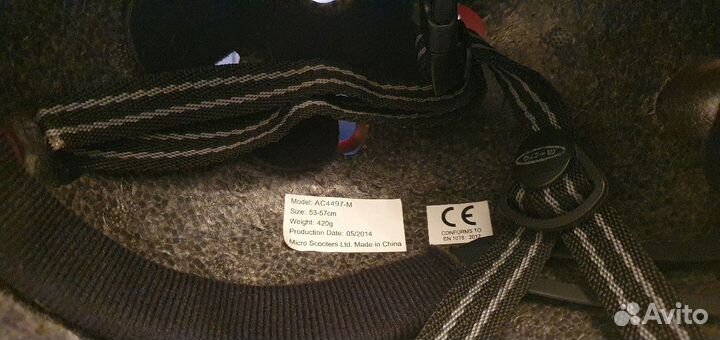 Model: AC4497-M
Size: 53-57cm
Weight: 420g
Production Date: 05/2014
Micro Scooters Ltd. Made in China
CE
CONFORMS TO
EN 1078 : 2012
micro
Avito